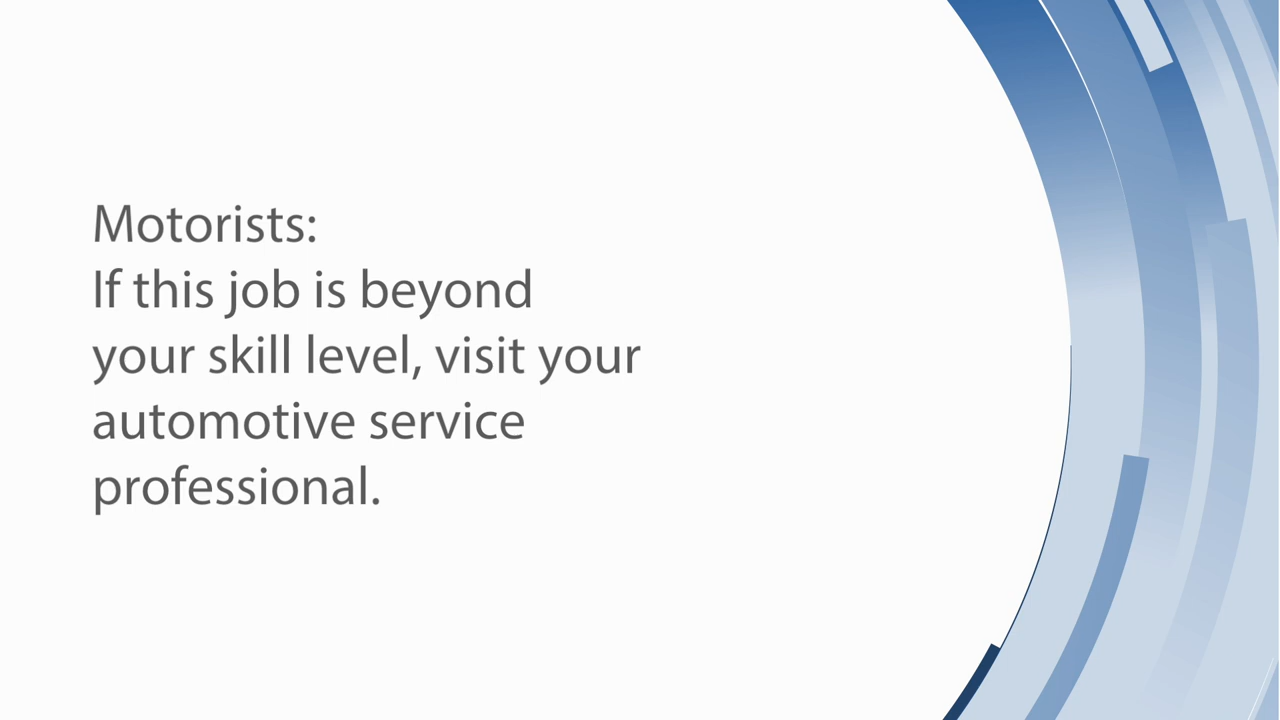 Motorists:
If this job is beyond
your skill level, visit your
automotive service
professional.